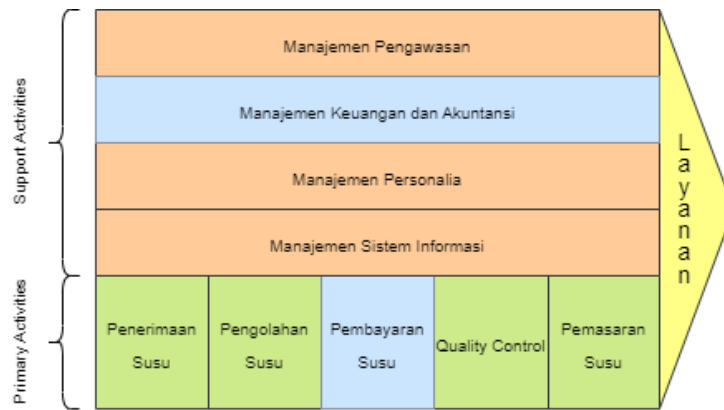 Support Activities
Manajemen Pengawasan
Manajemen Keuangan dan Akuntansi
Manajemen Personalia
Manajemen Sistem Informasi
Layanan
Primary Activities
Penerimaan
Susu
Pengolahan
Susu
Pembayaran
Susu
Quality Control
Pemasaran
Susu